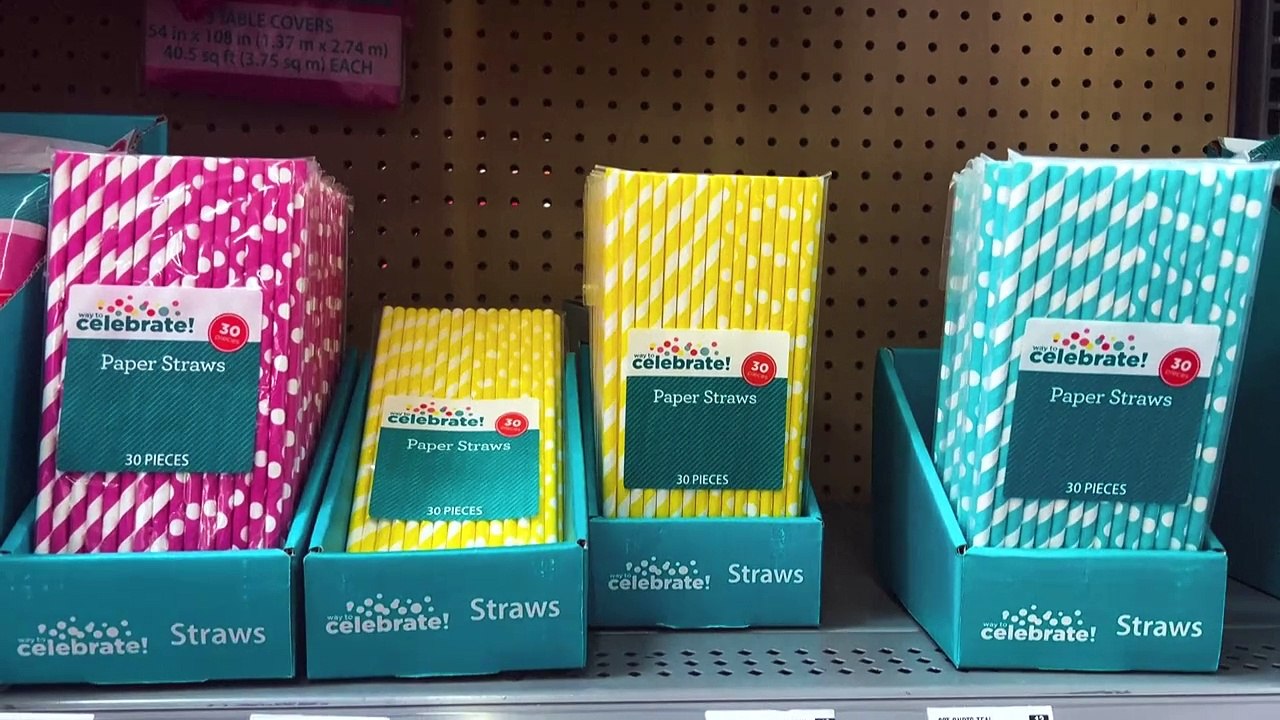 3 TABLE COVERS
54 in x 108 in (1.37 m x 2.74 m)
40.5 sq ft (3.75 sq m) EACH
way to
celebrate!
30
pieces
Paper Straws
30 PIECES
way to
celebrate!
30
pieces
Paper Straws
30 PIECES
way to
celebrate!
30
pieces
Paper Straws
30 PIECES
way to
celebrate!
30
pieces
Paper Straws
30 PIECES
way to
celebrate! Straws
way to
celebrate! Straws
way to
celebrate! Straws
way to
celebrate! Straws